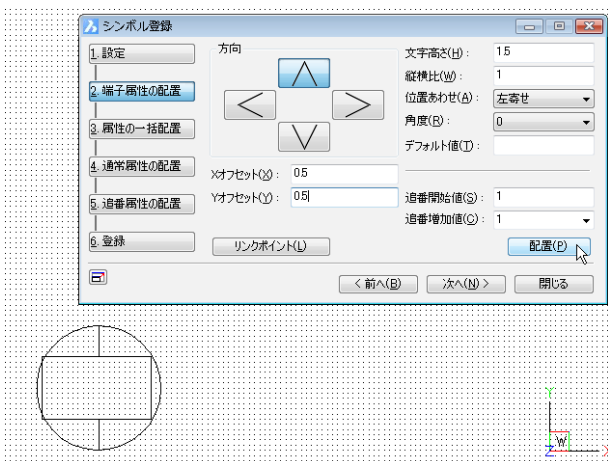 シンボル登録
1. 設定
2. 端子属性の配置
3. 属性の一括配置
4. 通常属性の配置
5. 追番属性の配置
6. 登録
方向
Xオフセット(X) : 0.5
Yオフセット(Y) : 0.5
リンクポイント(L)
文字高さ(H) : 1.5
縦横比(W) : 1
位置あわせ(A) : 左寄せ
角度(R) : 0
デフォルト値(T) :
追番開始値(S) : 1
追番増加値(C) : 1
配置(P)
< 前へ(B)
次へ(N) >
閉じる
Y
W
Z
X